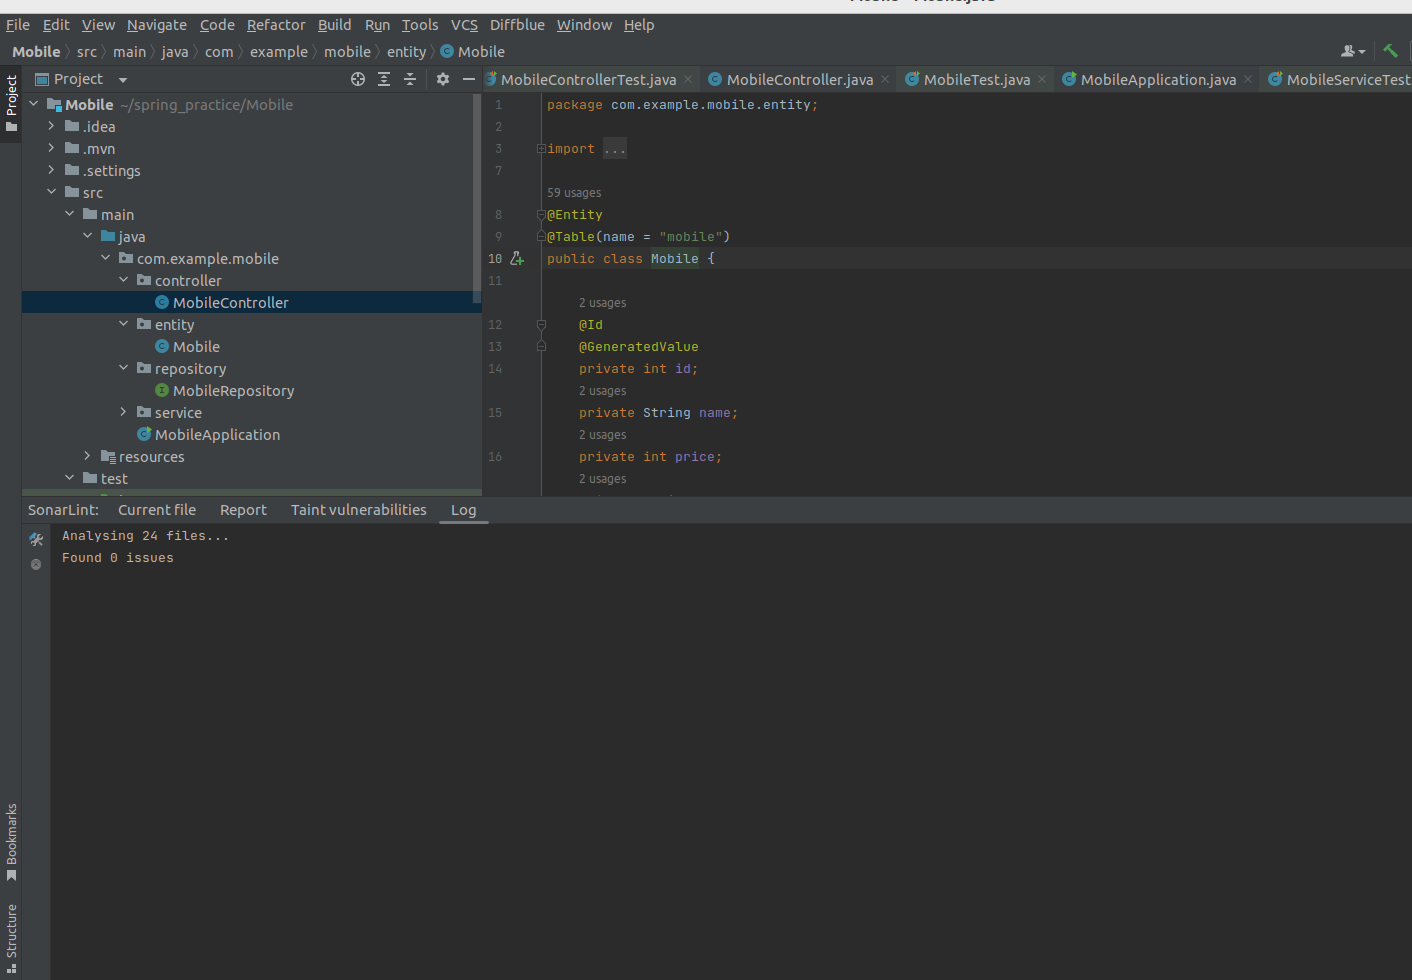 File Edit View Navigate Code Refactor Build Run Tools VCS Diffblue Window Help
Mobile src main java com example mobile entity Mobile
Project
MobileControllerTest.java MobileController.java MobileTest.java MobileApplication.java MobileServiceTest
Project
Mobile ~/spring_practice/Mobile
.idea
.mvn
.settings
src
main
java
com.example.mobile
controller
MobileController
entity
Mobile
repository
MobileRepository
service
MobileApplication
resources
test
1 package com.example.mobile.entity;
2
3 import ...
7
59 usages
8 @Entity
9 @Table(name = "mobile")
10 public class Mobile {
11
2 usages
12 @Id
13 @GeneratedValue
14 private int id;
2 usages
15 private String name;
2 usages
16 private int price;
2 usages
SonarLint: Current file Report Taint vulnerabilities Log
Analysing 24 files...
Found 0 issues
Bookmarks
Structure